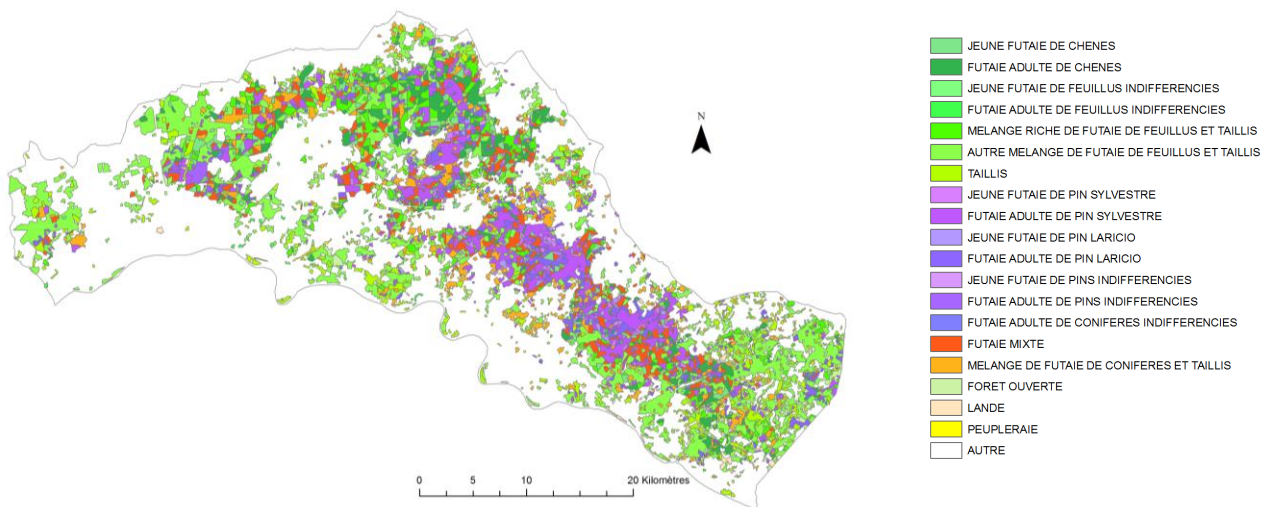 JEUNE FUTAIE DE CHENES
FUTAIE ADULTE DE CHENES
JEUNE FUTAIE DE FEUILLUS INDIFFERENCIES
FUTAIE ADULTE DE FEUILLUS INDIFFERENCIES
MELANGE RICHE DE FUTAIE DE FEUILLUS ET TAILLIS
AUTRE MELANGE DE FUTAIE DE FEUILLUS ET TAILLIS
TAILLIS
JEUNE FUTAIE DE PIN SYLVESTRE
FUTAIE ADULTE DE PIN SYLVESTRE
JEUNE FUTAIE DE PIN LARICIO
FUTAIE ADULTE DE PIN LARICIO
JEUNE FUTAIE DE PINS INDIFFERENCIES
FUTAIE ADULTE DE PINS INDIFFERENCIES
FUTAIE ADULTE DE CONIFERES INDIFFERENCIES
FUTAIE MIXTE
MELANGE DE FUTAIE DE CONIFERES ET TAILLIS
FORET OUVERTE
LANDE
PEUPLERAIE
AUTRE
N
0 5 10 20 Kilomètres